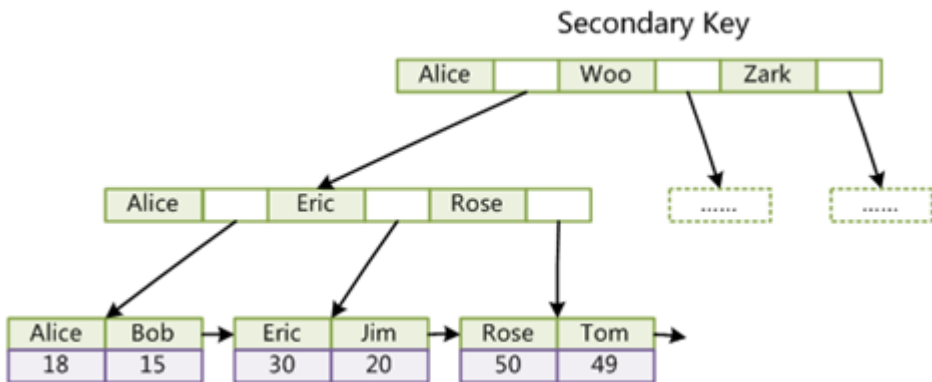 Secondary Key
Alice Woo Zark
Alice Eric Rose
...... ......
Alice Bob Eric Jim Rose Tom
18 15 30 20 50 49